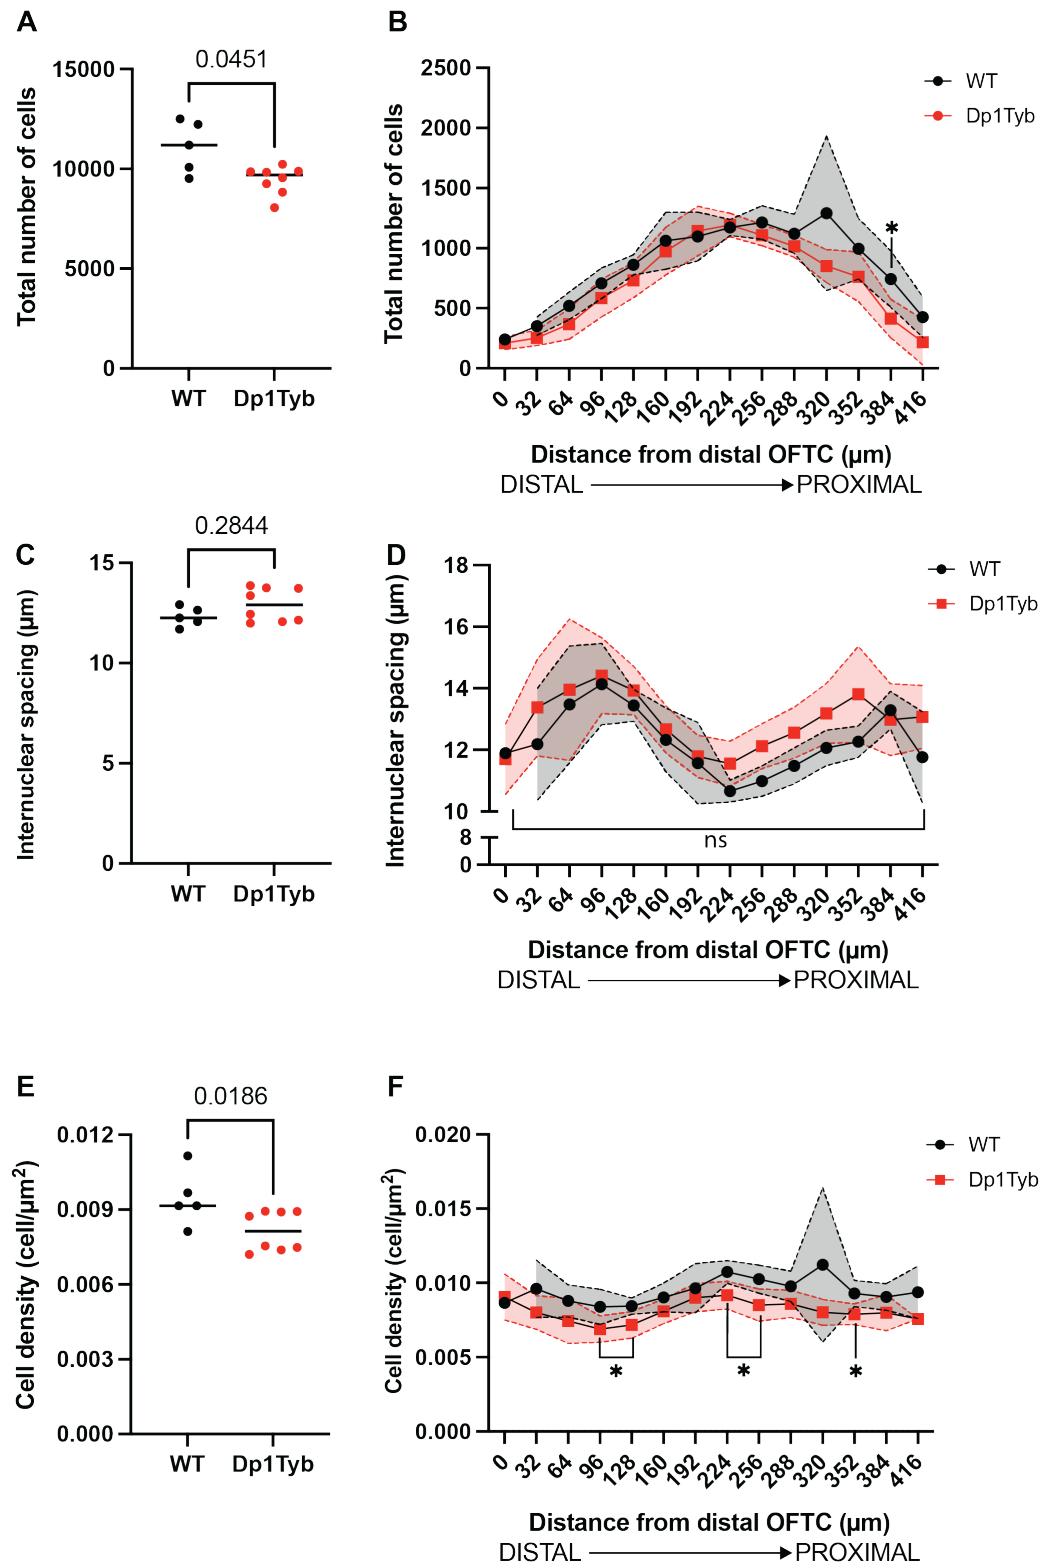 A
0.0451
Total number of cells
15000
10000
5000
0
WT Dp1Tyb
B
Total number of cells
2500
2000
1500
1000
500
0
WT
Dp1Tyb
*
0 32 64 96 128 160 192 224 256 288 320 352 384 416
Distance from distal OFTC (µm)
DISTAL PROXIMAL
C
0.2844
Internuclear spacing (µm)
15
10
5
0
WT Dp1Tyb
D
Internuclear spacing (µm)
18
16
14
12
10
8
0
WT
Dp1Tyb
ns
0 32 64 96 128 160 192 224 256 288 320 352 384 416
Distance from distal OFTC (µm)
DISTAL PROXIMAL
E
0.0186
Cell density (cell/µm²)
0.012
0.009
0.006
0.003
0.000
WT Dp1Tyb
F
Cell density (cell/µm²)
0.020
0.015
0.010
0.005
0.000
WT
Dp1Tyb
* * *
0 32 64 96 128 160 192 224 256 288 320 352 384 416
Distance from distal OFTC (µm)
DISTAL PROXIMAL